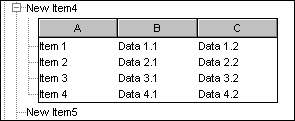 New Item4
A B C
Item 1 Data 1.1 Data 1.2
Item 2 Data 2.1 Data 2.2
Item 3 Data 3.1 Data 3.2
Item 4 Data 4.1 Data 4.2
New Item5